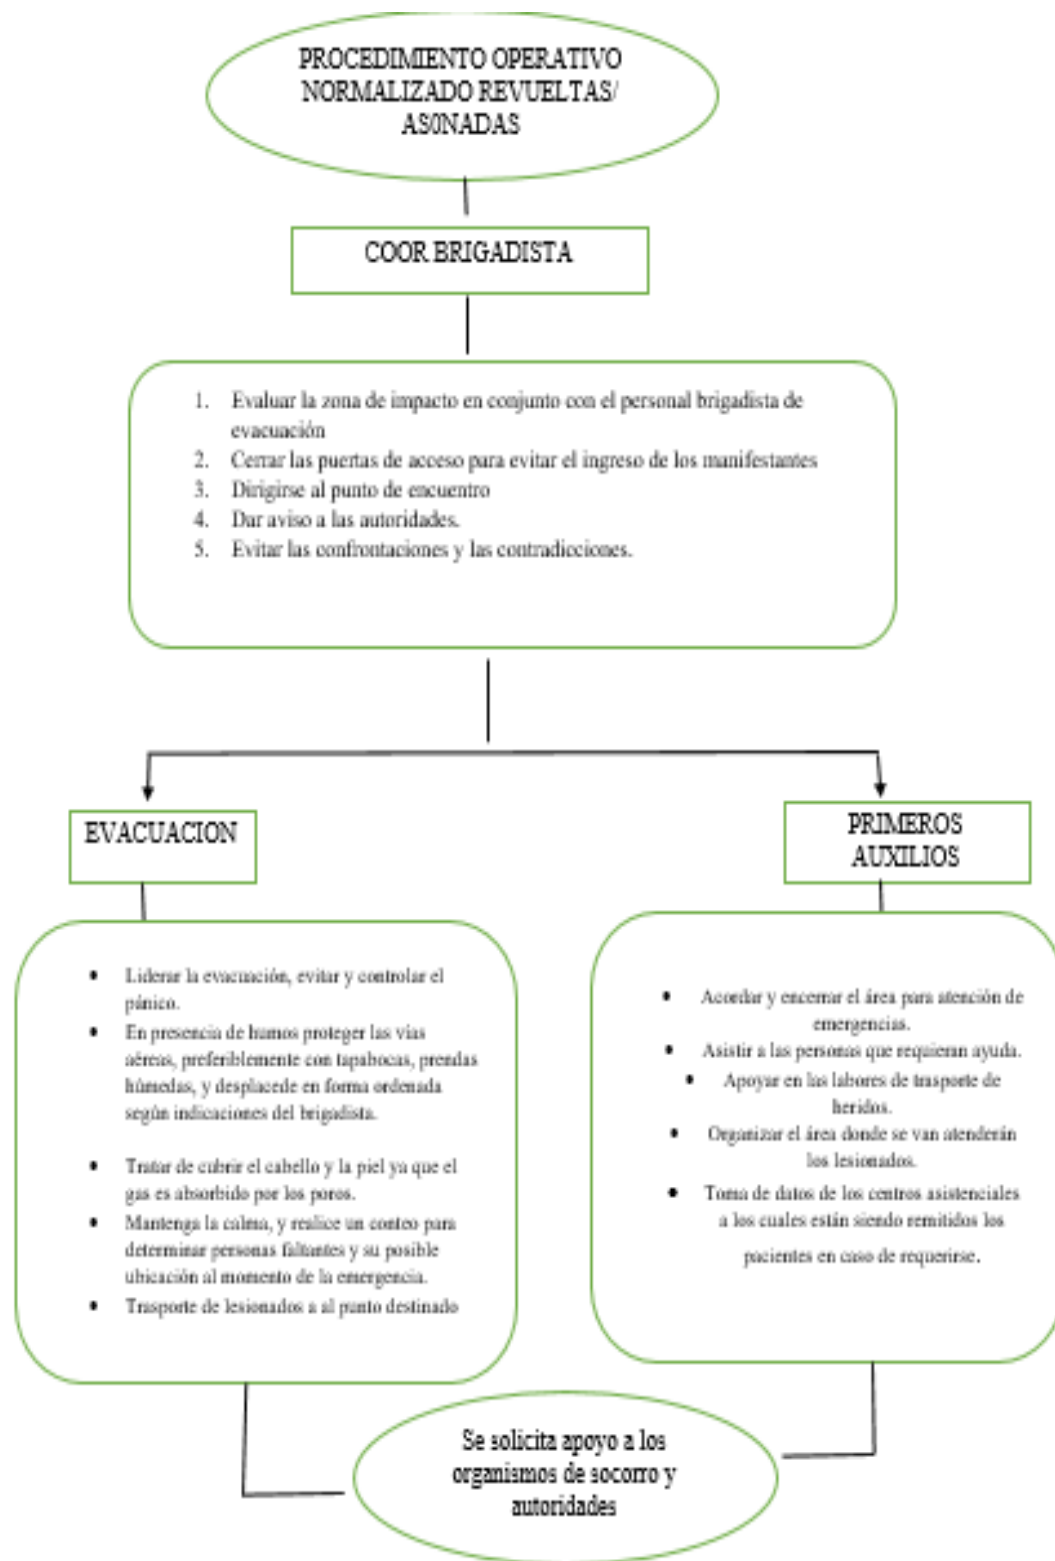 PROCEDIMIENTO OPERATIVO
NORMALIZADO REVUELTAS/
AS0NADAS
COOR BRIGADISTA
1. Evaluar la zona de impacto en conjunto con el personal brigadista de
evacuación
2. Cerrar las puertas de acceso para evitar el ingreso de los manifestantes
3. Dirigirse al punto de encuentro
4. Dar aviso a las autoridades.
5. Evitar las confrontaciones y las contradicciones.
EVACUACION
• Liderar la evacuación, evitar y controlar el
pánico.
• En presencia de humos proteger las vías
aéreas, preferiblemente con tapabocas, prendas
húmedas, y desplacede en forma ordenada
según indicaciones del brigadista.
• Tratar de cubrir el cabello y la piel ya que el
gas es absorbido por los poros.
• Mantenga la calma, y realice un conteo para
determinar personas faltantes y su posible
ubicación al momento de la emergencia.
• Trasporte de lesionados a al punto destinado
PRIMEROS
AUXILIOS
• Acordar y encerrar el área para atención de
emergencias.
• Asistir a las personas que requieran ayuda.
• Apoyar en las labores de trasporte de
heridos.
• Organizar el área donde se van atenderán
los lesionados.
• Toma de datos de los centros asistenciales
a los cuales están siendo remitidos los
pacientes en caso de requerirse.
Se solicita apoyo a los
organismos de socorro y
autoridades